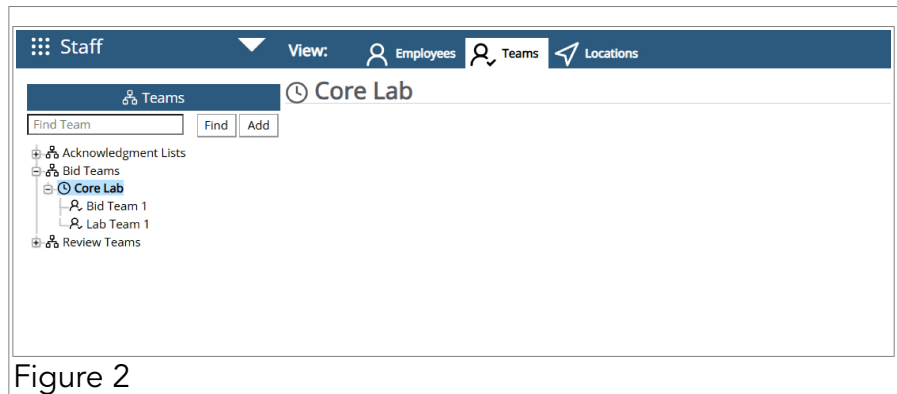 Staff View: Employees Teams Locations
Teams
Core Lab
Find Team Find Add
Acknowledgment Lists
Bid Teams
Core Lab
Bid Team 1
Lab Team 1
Review Teams
Figure 2